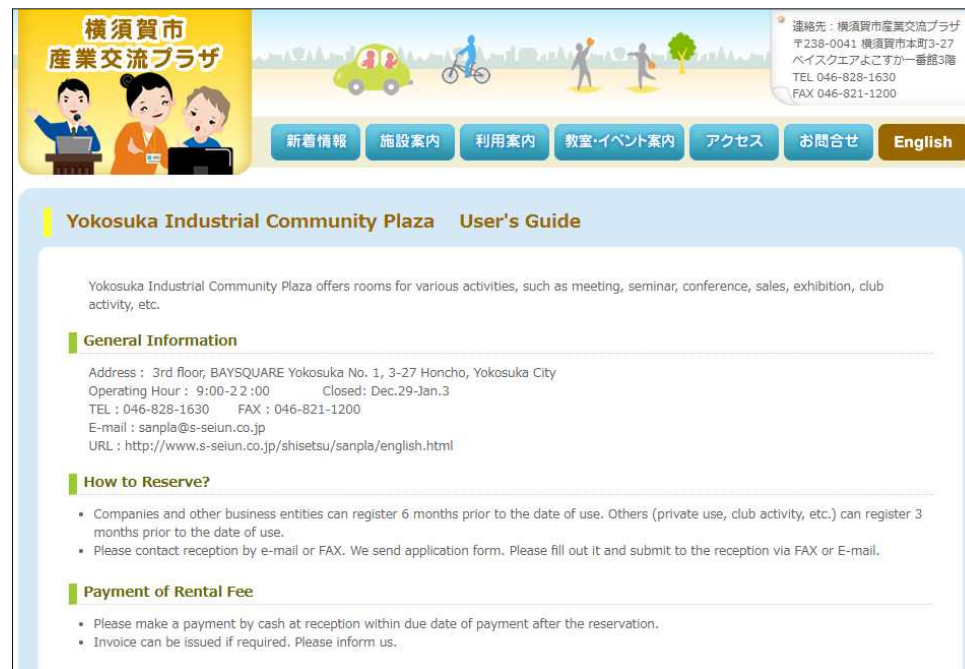 横須賀市
産業交流プラザ
連絡先：横須賀市産業交流プラザ
〒238-0041 横須賀市本町3-27
ベイスクエアよこすか一番館3階
TEL 046-828-1630
FAX 046-821-1200
新着情報 施設案内 利用案内 教室･イベント案内 アクセス お問合せ English
Yokosuka Industrial Community Plaza User's Guide
Yokosuka Industrial Community Plaza offers rooms for various activities, such as meeting, seminar, conference, sales, exhibition, club
activity, etc.
General Information
Address : 3rd floor, BAYSQUARE Yokosuka No. 1, 3-27 Honcho, Yokosuka City
Operating Hour : 9:00-2２:00 Closed: Dec.29-Jan.3
TEL : 046-828-1630 FAX : 046-821-1200
E-mail : sanpla@s-seiun.co.jp
URL : http://www.s-seiun.co.jp/shisetsu/sanpla/english.html
How to Reserve?
• Companies and other business entities can register 6 months prior to the date of use. Others (private use, club activity, etc.) can register 3
months prior to the date of use.
• Please contact reception by e-mail or FAX. We send application form. Please fill out it and submit to the reception via FAX or E-mail.
Payment of Rental Fee
• Please make a payment by cash at reception within due date of payment after the reservation.
• Invoice can be issued if required. Please inform us.